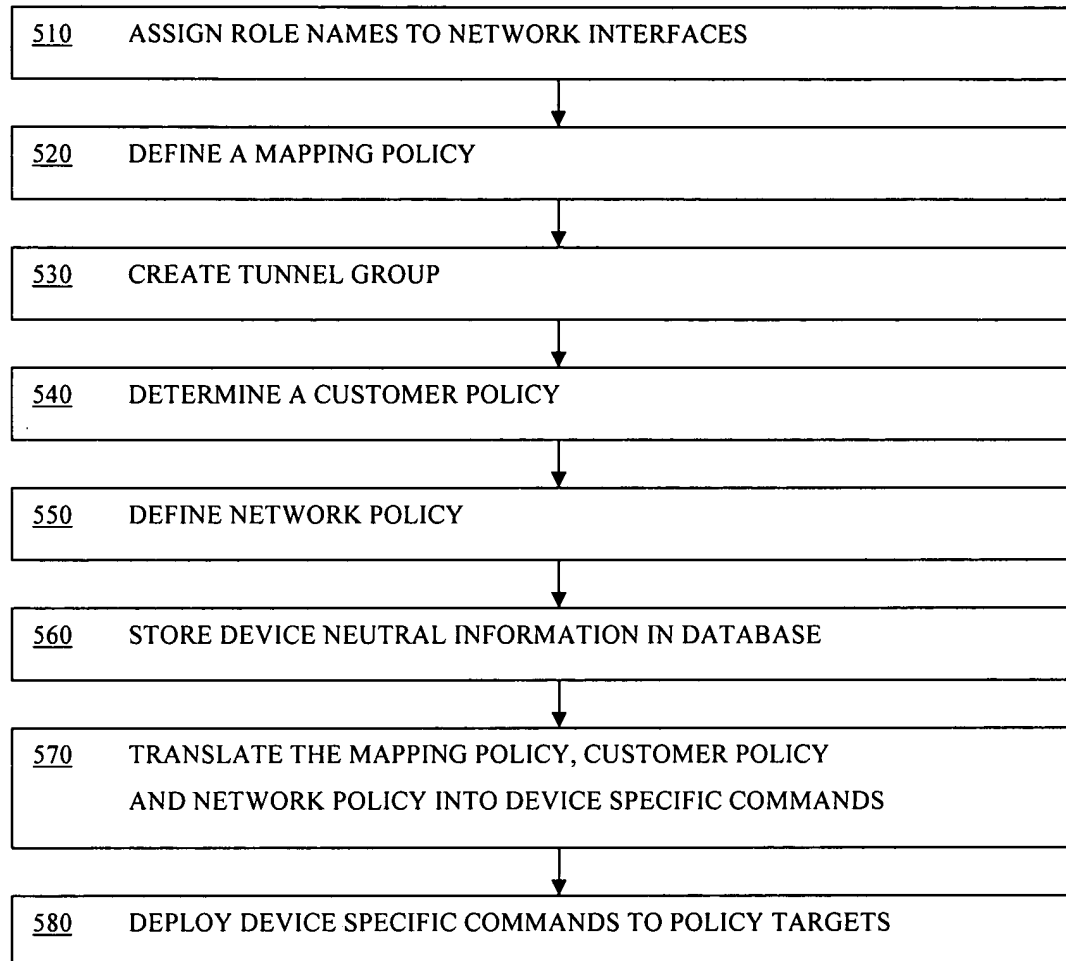 510 ASSIGN ROLE NAMES TO NETWORK INTERFACES
520 DEFINE A MAPPING POLICY
530 CREATE TUNNEL GROUP
540 DETERMINE A CUSTOMER POLICY
550 DEFINE NETWORK POLICY
560 STORE DEVICE NEUTRAL INFORMATION IN DATABASE
570 TRANSLATE THE MAPPING POLICY, CUSTOMER POLICY
AND NETWORK POLICY INTO DEVICE SPECIFIC COMMANDS
580 DEPLOY DEVICE SPECIFIC COMMANDS TO POLICY TARGETS